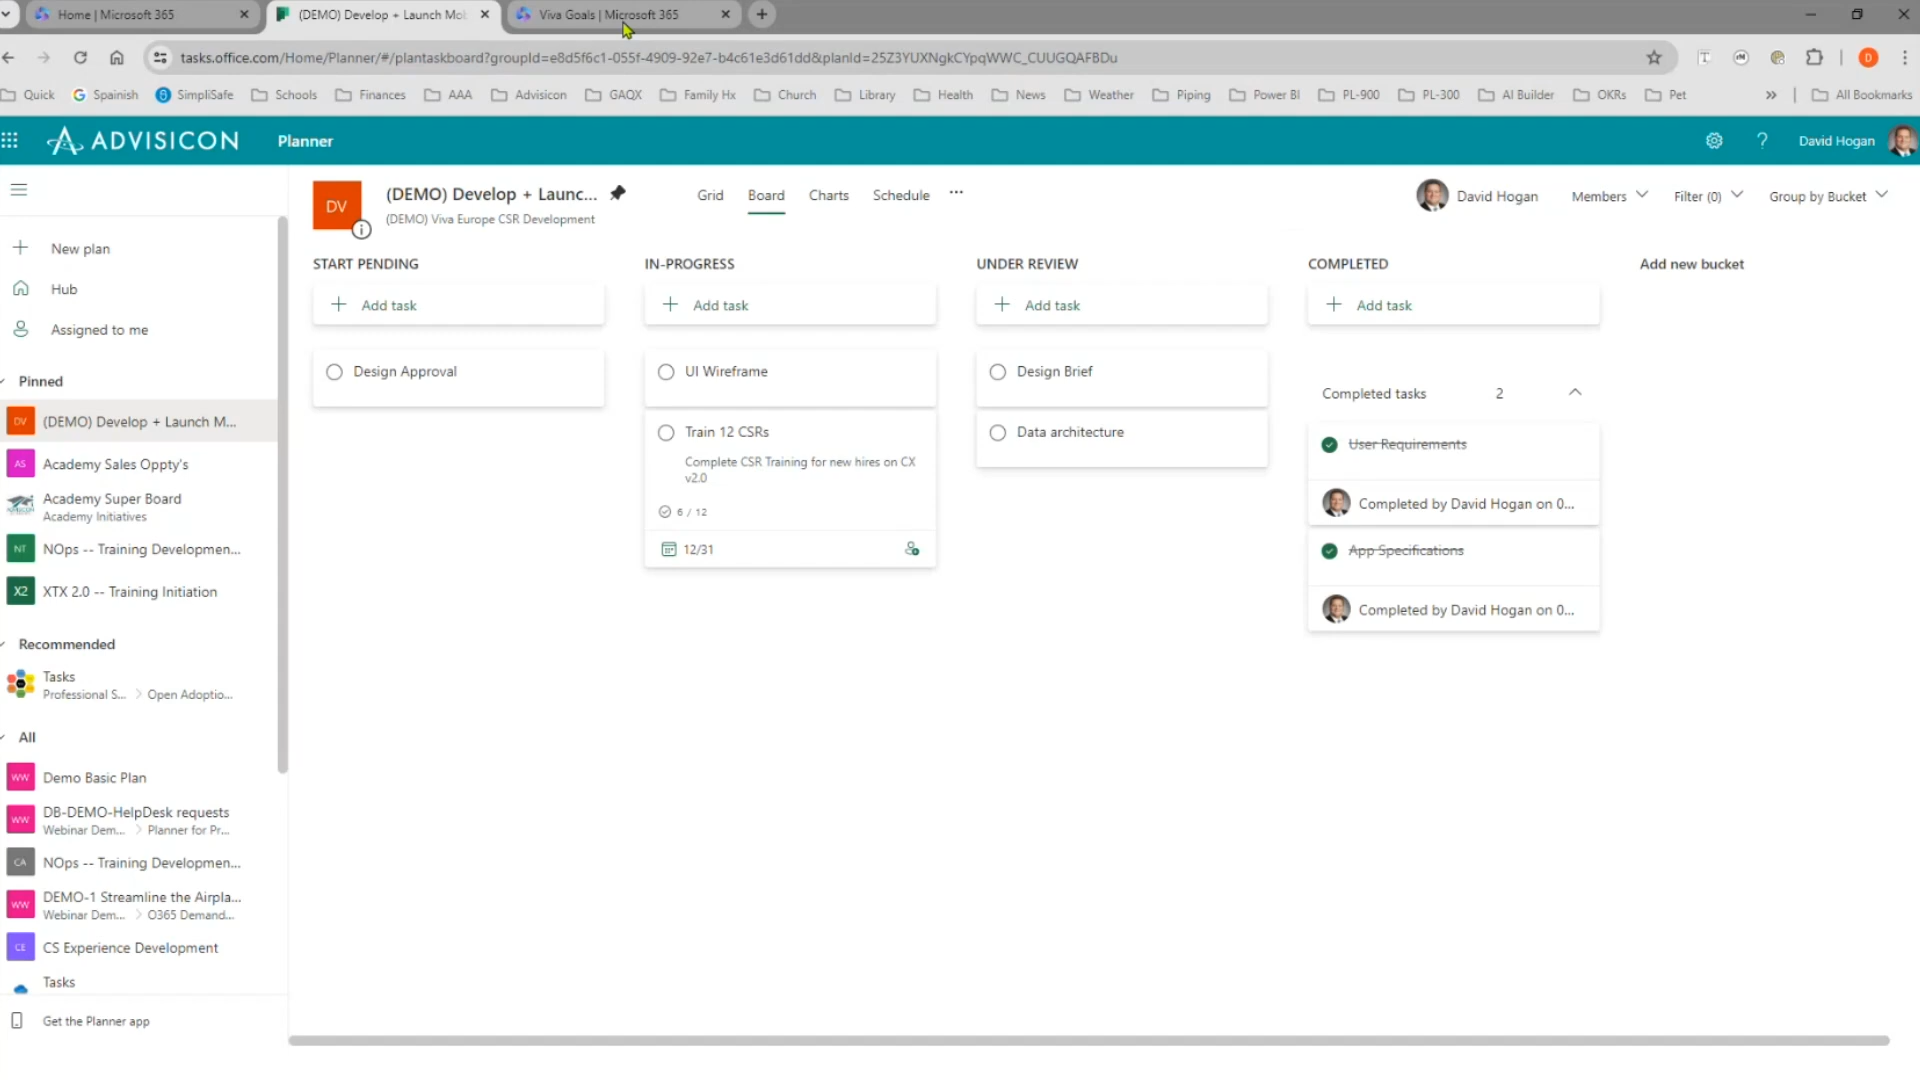 Home | Microsoft 365
(DEMO) Develop + Launch Mob
Viva Goals | Microsoft 365
tasks.office.com/Home/Planner/#/plantaskboard?groupId=e8d5f6c1-055f-4909-92e7-b4c61e3d61dd&planId=25Z3YUXNgkCYpqWWC_CUUGQAFBDu
D
Quick
Spainish
SimpliSafe
Schools
Finances
AAA
Advisicon
GAQX
Family Hx
Church
Library
Health
News
Weather
Piping
Power BI
PL-900
PL-300
AI Builder
OKRs
Pet
All Bookmarks
ADVISICON
Planner
David Hogan
DV
(DEMO) Develop + Launc...
(DEMO) Viva Europe CSR Development
Grid
Board
Charts
Schedule
David Hogan
Members
Filter (0)
Group by Bucket
New plan
Hub
Assigned to me
Pinned
DV
(DEMO) Develop + Launch M...
AS
Academy Sales Oppty's
Academy Super Board
Academy Initiatives
NT
NOps -- Training Developmen...
X2
XTX 2.0 -- Training Initiation
Recommended
Tasks
Professional S... > Open Adoptio...
All
WW
Demo Basic Plan
WW
DB-DEMO-HelpDesk requests
Webinar Dem... > Planner for Pr...
CA
NOps -- Training Developmen...
WW
DEMO-1 Streamline the Airpla...
Webinar Dem... > O365 Demand...
CE
CS Experience Development
Tasks
Get the Planner app
START PENDING
Add task
Design Approval
IN-PROGRESS
Add task
UI Wireframe
Train 12 CSRs
Complete CSR Training for new hires on CX
v2.0
6 / 12
12/31
UNDER REVIEW
Add task
Design Brief
Data architecture
COMPLETED
Add task
Completed tasks 2
User Requirements
Completed by David Hogan on 0...
App Specifications
Completed by David Hogan on 0...
Add new bucket